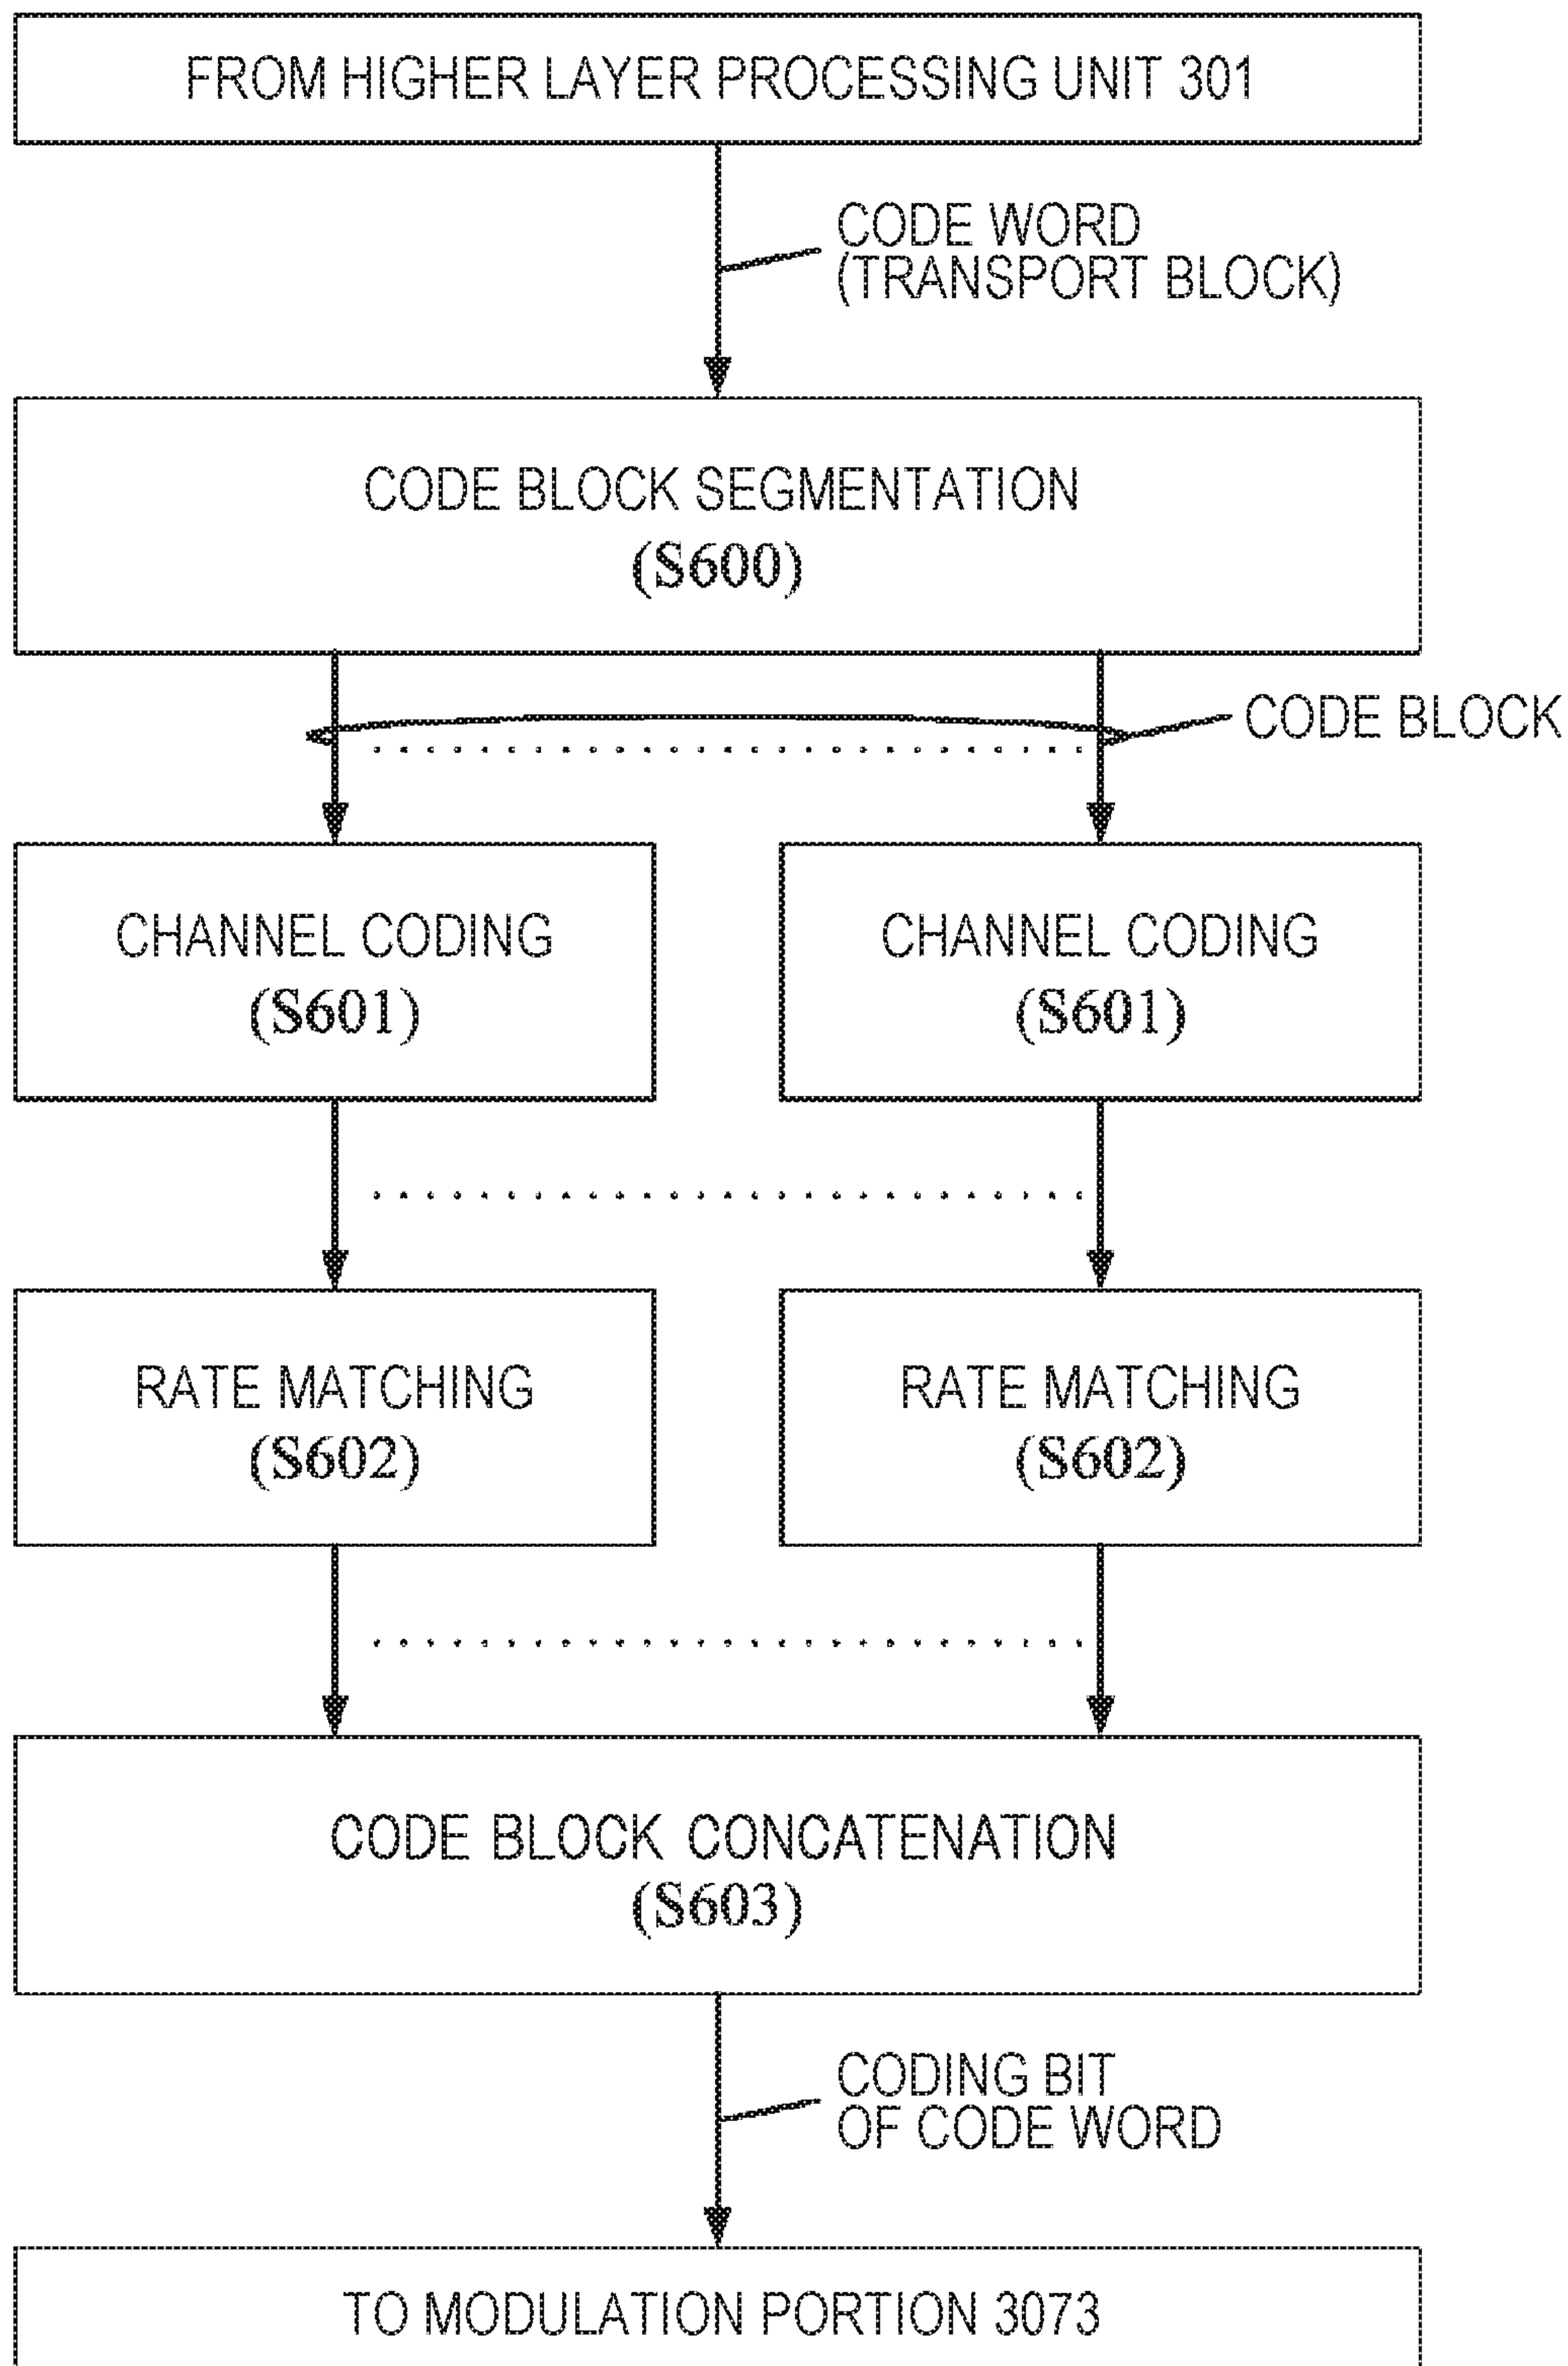 FROM HIGHER LAYER PROCESSING UNIT 301
CODE WORD
(TRANSPORT BLOCK)
CODE BLOCK SEGMENTATION
(S600)
CODE BLOCK
CHANNEL CODING
(S601)
CHANNEL CODING
(S601)
RATE MATCHING
(S602)
RATE MATCHING
(S602)
CODE BLOCK CONCATENATION
(S603)
CODING BIT
OF CODE WORD
TO MODULATION PORTION 3073